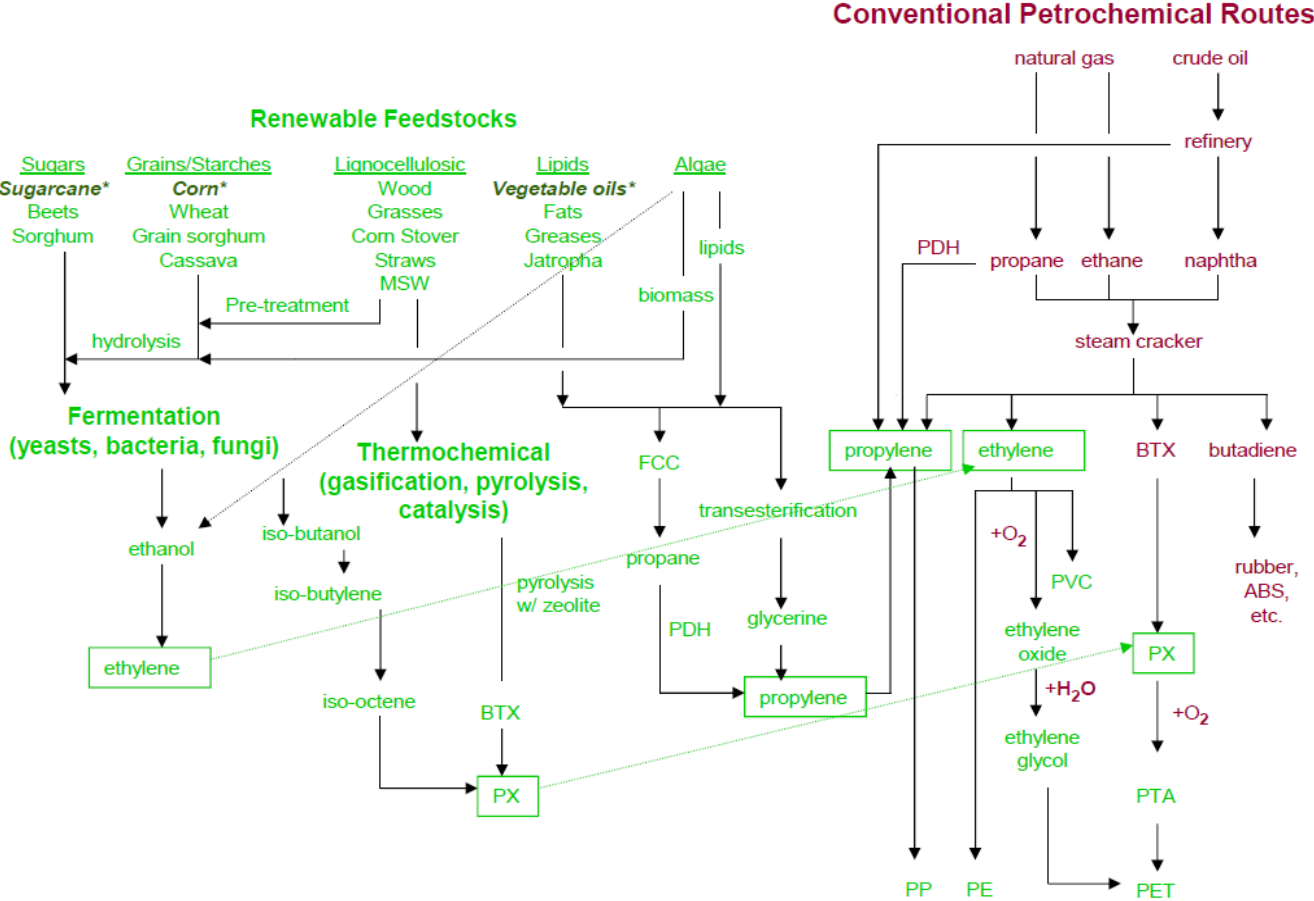 Conventional Petrochemical Routes
natural gas
crude oil
Renewable Feedstocks
refinery
Sugars
Sugarcane*
Beets
Sorghum
Grains/Starches
Corn*
Wheat
Grain sorghum
Cassava
Lignocellulosic
Wood
Grasses
Corn Stover
Straws
MSW
Lipids
Vegetable oils*
Fats
Greases
Jatropha
Algae
lipids
biomass
PDH
propane
ethane
naphtha
Pre-treatment
hydrolysis
steam cracker
Fermentation
(yeasts, bacteria, fungi)
Thermochemical
(gasification, pyrolysis,
catalysis)
FCC
transesterification
propylene
ethylene
BTX
butadiene
ethanol
iso-butanol
iso-butylene
pyrolysis
w/ zeolite
propane
PDH
glycerine
+O2
PVC
rubber,
ABS,
etc.
ethylene
oxide
PX
ethylene
iso-octene
BTX
propylene
+H2O
+O2
ethylene
glycol
PX
PTA
PP
PE
PET